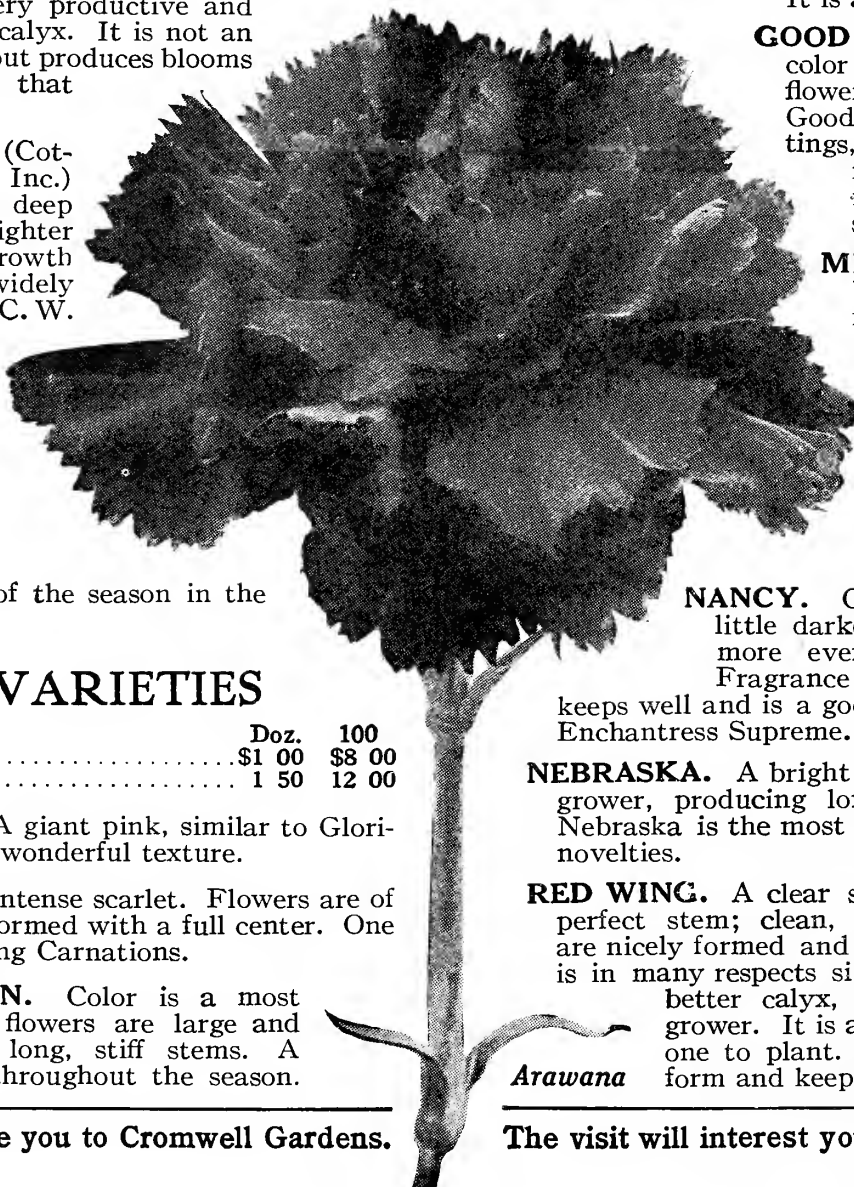 ery productive and
calyx. It is not an
out produces blooms
that
(Cot-
Inc.)
deep
ighter
rowth
widely
C. W.
of the season in the
VARIETIES
Doz. 100
$1 00 $8 00
1 50 12 00
A giant pink, similar to Glori-
wonderful texture.
ntense scarlet. Flowers are of
ormed with a full center. One
ng Carnations.
N. Color is a most
flowers are large and
long, stiff stems. A
throughout the season.
e you to Cromwell Gardens.
It is a
GOOD
color
flower
Good
tings,
M
NANCY. C
little darke
more ever
Fragrance
keeps well and is a goo
Enchantress Supreme.
NEBRASKA. A bright
grower, producing lon
Nebraska is the most
novelties.
RED WING. A clear s
perfect stem; clean,
are nicely formed and
is in many respects si
better calyx,
grower. It is a
one to plant.
form and keep
Arawana
The visit will interest yo